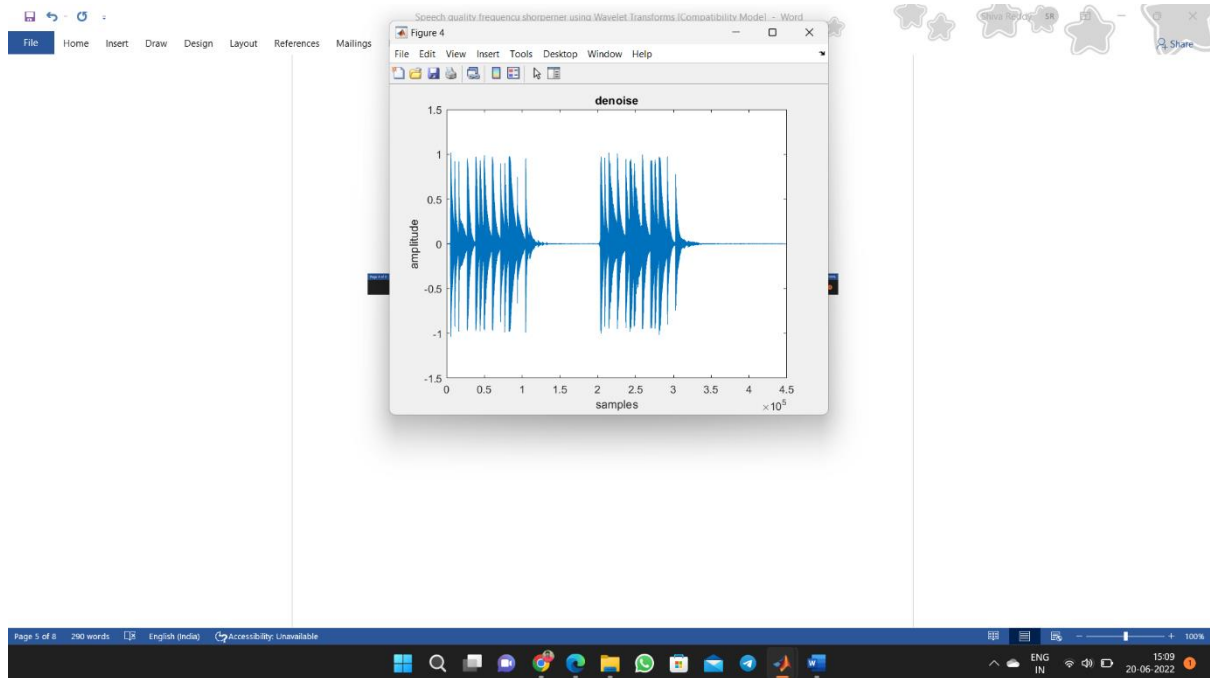 Speech quality frequencu shorpemer using Wavelet Transforms [Compatibility Mode] - Word
Shiva Reddy SR
File Home Insert Draw Design Layout References Mailings
Share
Figure 4
File Edit View Insert Tools Desktop Window Help
denoise
1.5
1
0.5
0
-0.5
-1
-1.5
amplitude
0 0.5 1 1.5 2 2.5 3 3.5 4 4.5
samples
×10^5
Page 5 of 8 290 words English (India) Accessibility: Unavailable
100%
ENG
IN
15:09
20-06-2022
1